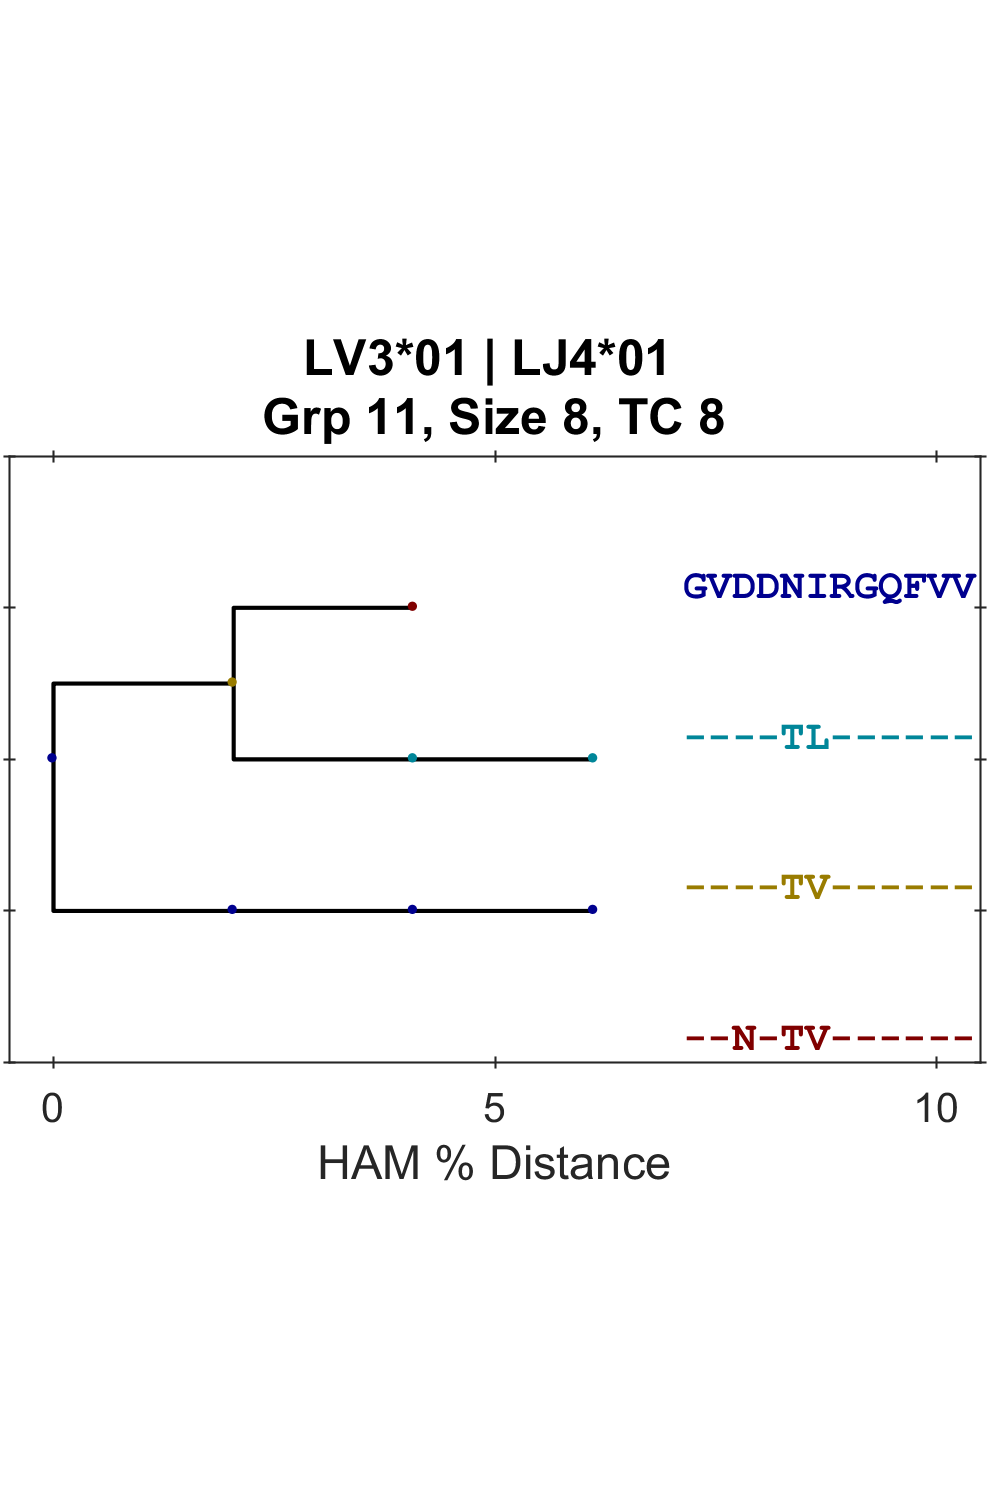 LV3*01 | LJ4*01
Grp 11, Size 8, TC 8
GVDDNIRGQFVV
----TL------
----TV------
--N-TV------
0 5 10
HAM % Distance